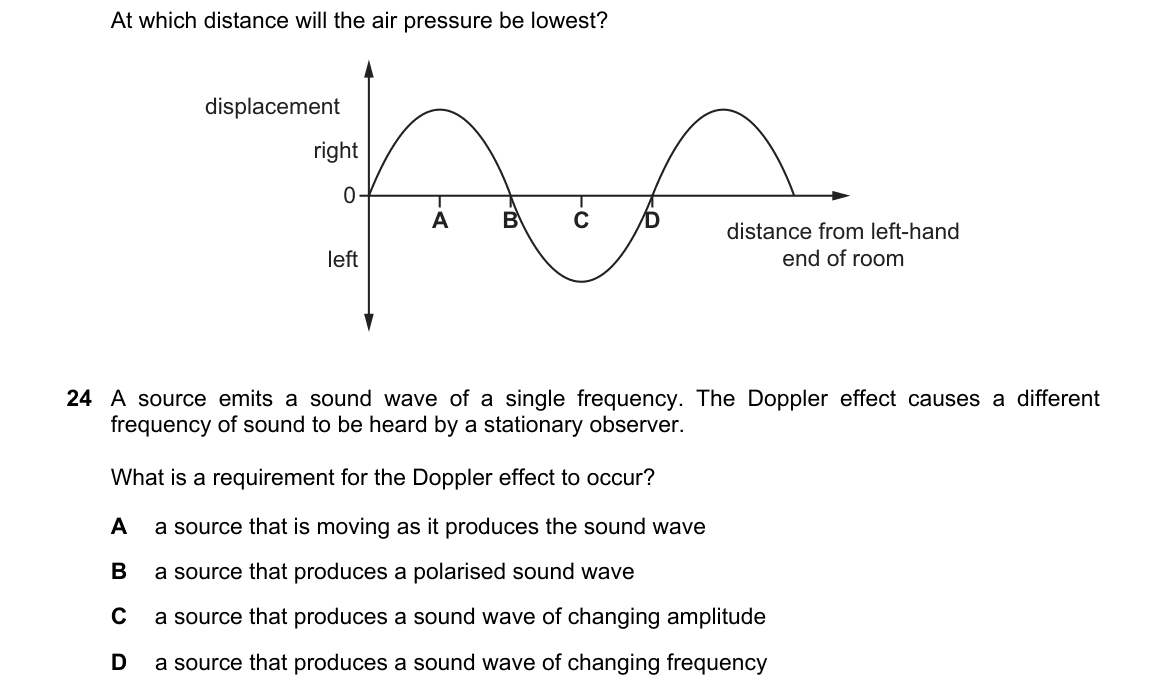 At which distance will the air pressure be lowest?
displacement
right
0
A B C D
left
distance from left-hand
end of room
24 A source emits a sound wave of a single frequency. The Doppler effect causes a different
frequency of sound to be heard by a stationary observer.
What is a requirement for the Doppler effect to occur?
A a source that is moving as it produces the sound wave
B a source that produces a polarised sound wave
C a source that produces a sound wave of changing amplitude
D a source that produces a sound wave of changing frequency